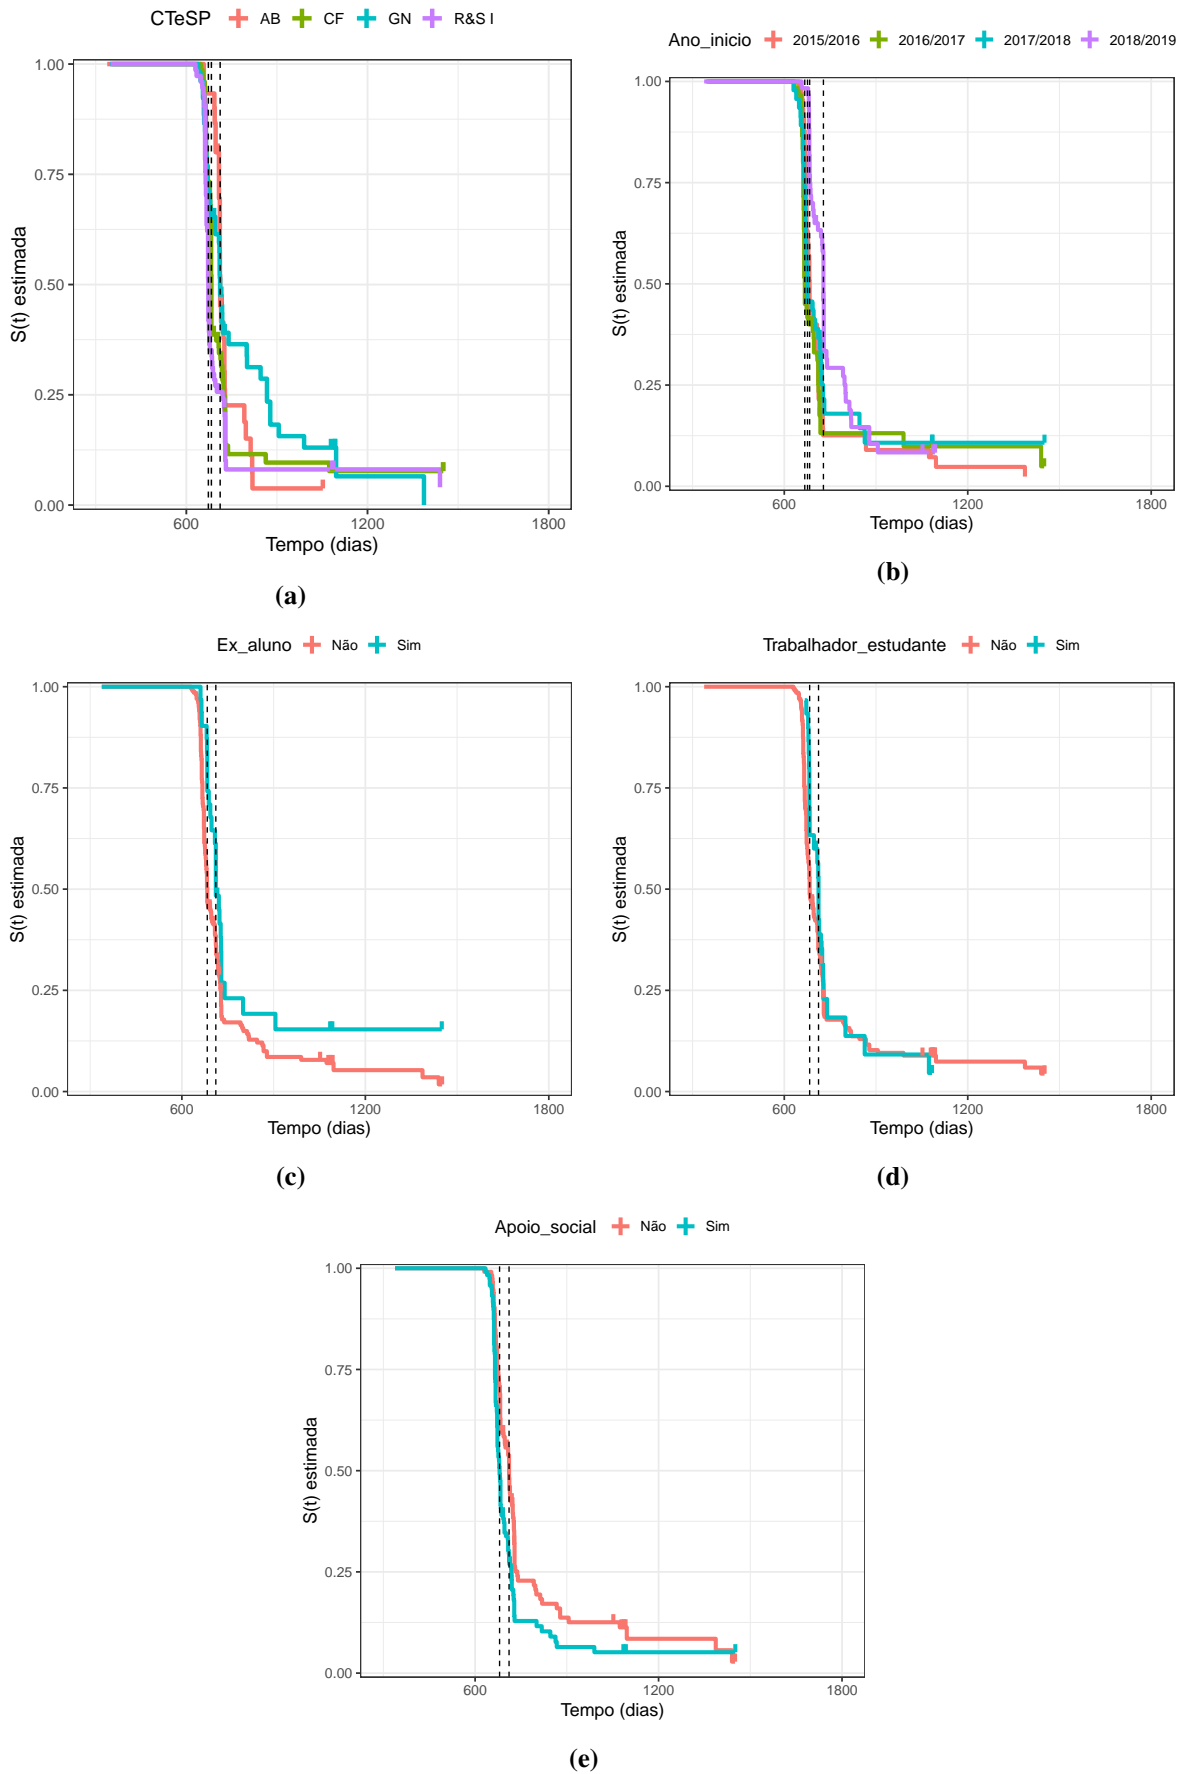 CTeSP AB CF GN R&S I
1.00
0.75
0.50
0.25
0.00
S(t) estimada
600 1200 1800
Tempo (dias)
(a)
Ano_inicio 2015/2016 2016/2017 2017/2018 2018/2019
1.00
0.75
0.50
0.25
0.00
S(t) estimada
600 1200 1800
Tempo (dias)
(b)
Ex_aluno Não Sim
1.00
0.75
0.50
0.25
0.00
S(t) estimada
600 1200 1800
Tempo (dias)
(c)
Trabalhador_estudante Não Sim
1.00
0.75
0.50
0.25
0.00
S(t) estimada
600 1200 1800
Tempo (dias)
(d)
Apoio_social Não Sim
1.00
0.75
0.50
0.25
0.00
S(t) estimada
600 1200 1800
Tempo (dias)
(e)